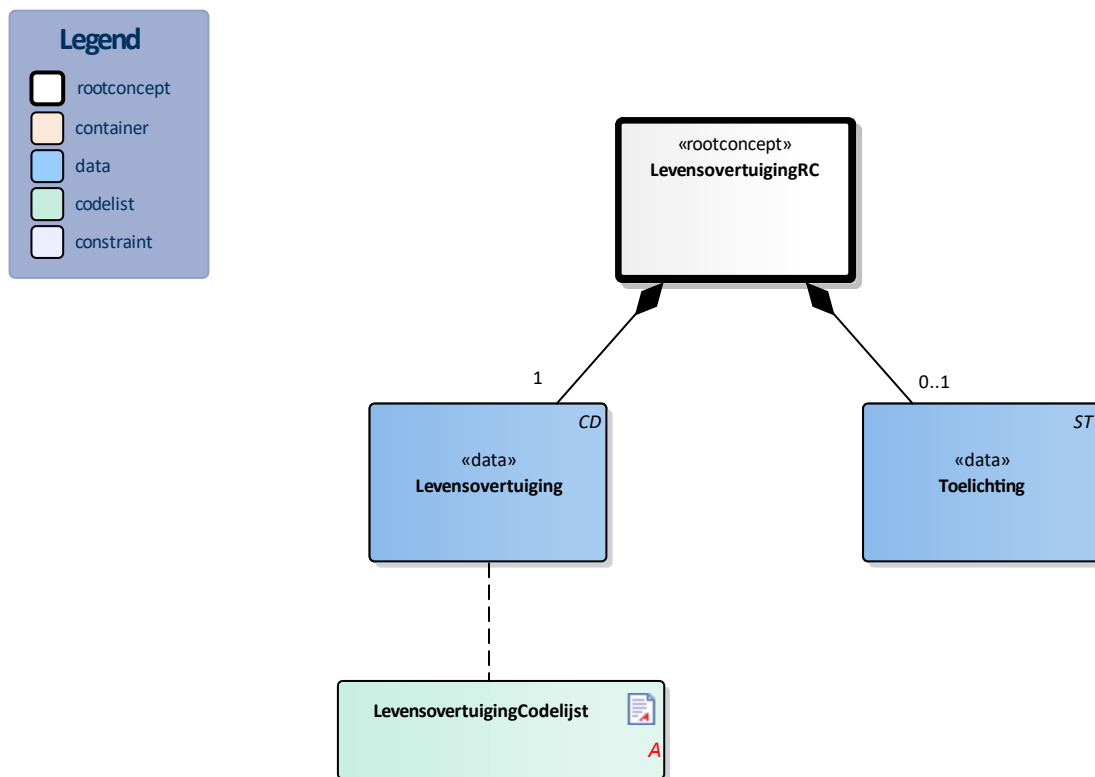 Legend
rootconcept
container
data
codelist
constraint
«rootconcept»
LevensovertuigingRC
1
0..1
CD
«data»
Levensovertuiging
ST
«data»
Toelichting
LevensovertuigingCodelijst
A